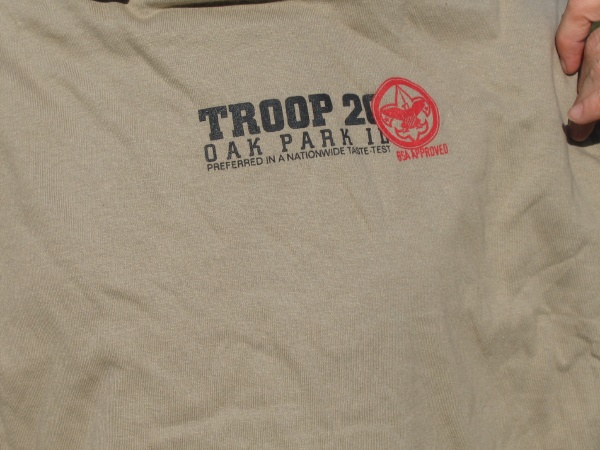 TROOP 20
OAK PARK IL
PREFERRED IN A NATIONWIDE TASTE-TEST
BSA APPROVED